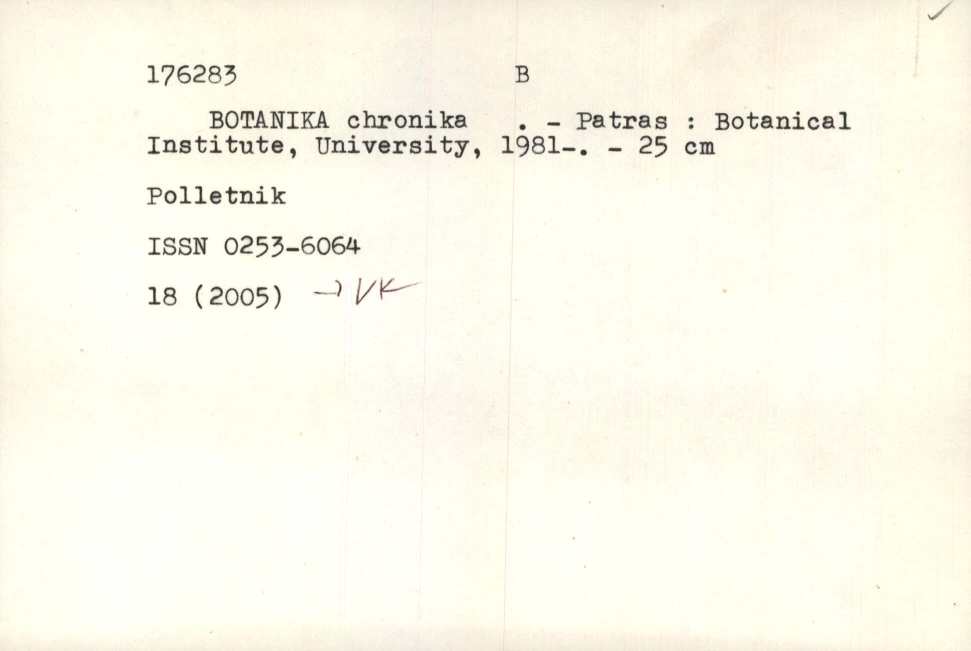 176283 B
BOTANIKA chronika . - Patras : Botanical
Institute, University, 1981-. - 25 cm
Polletnik
ISSN 0253-6064
18 (2005) → VK